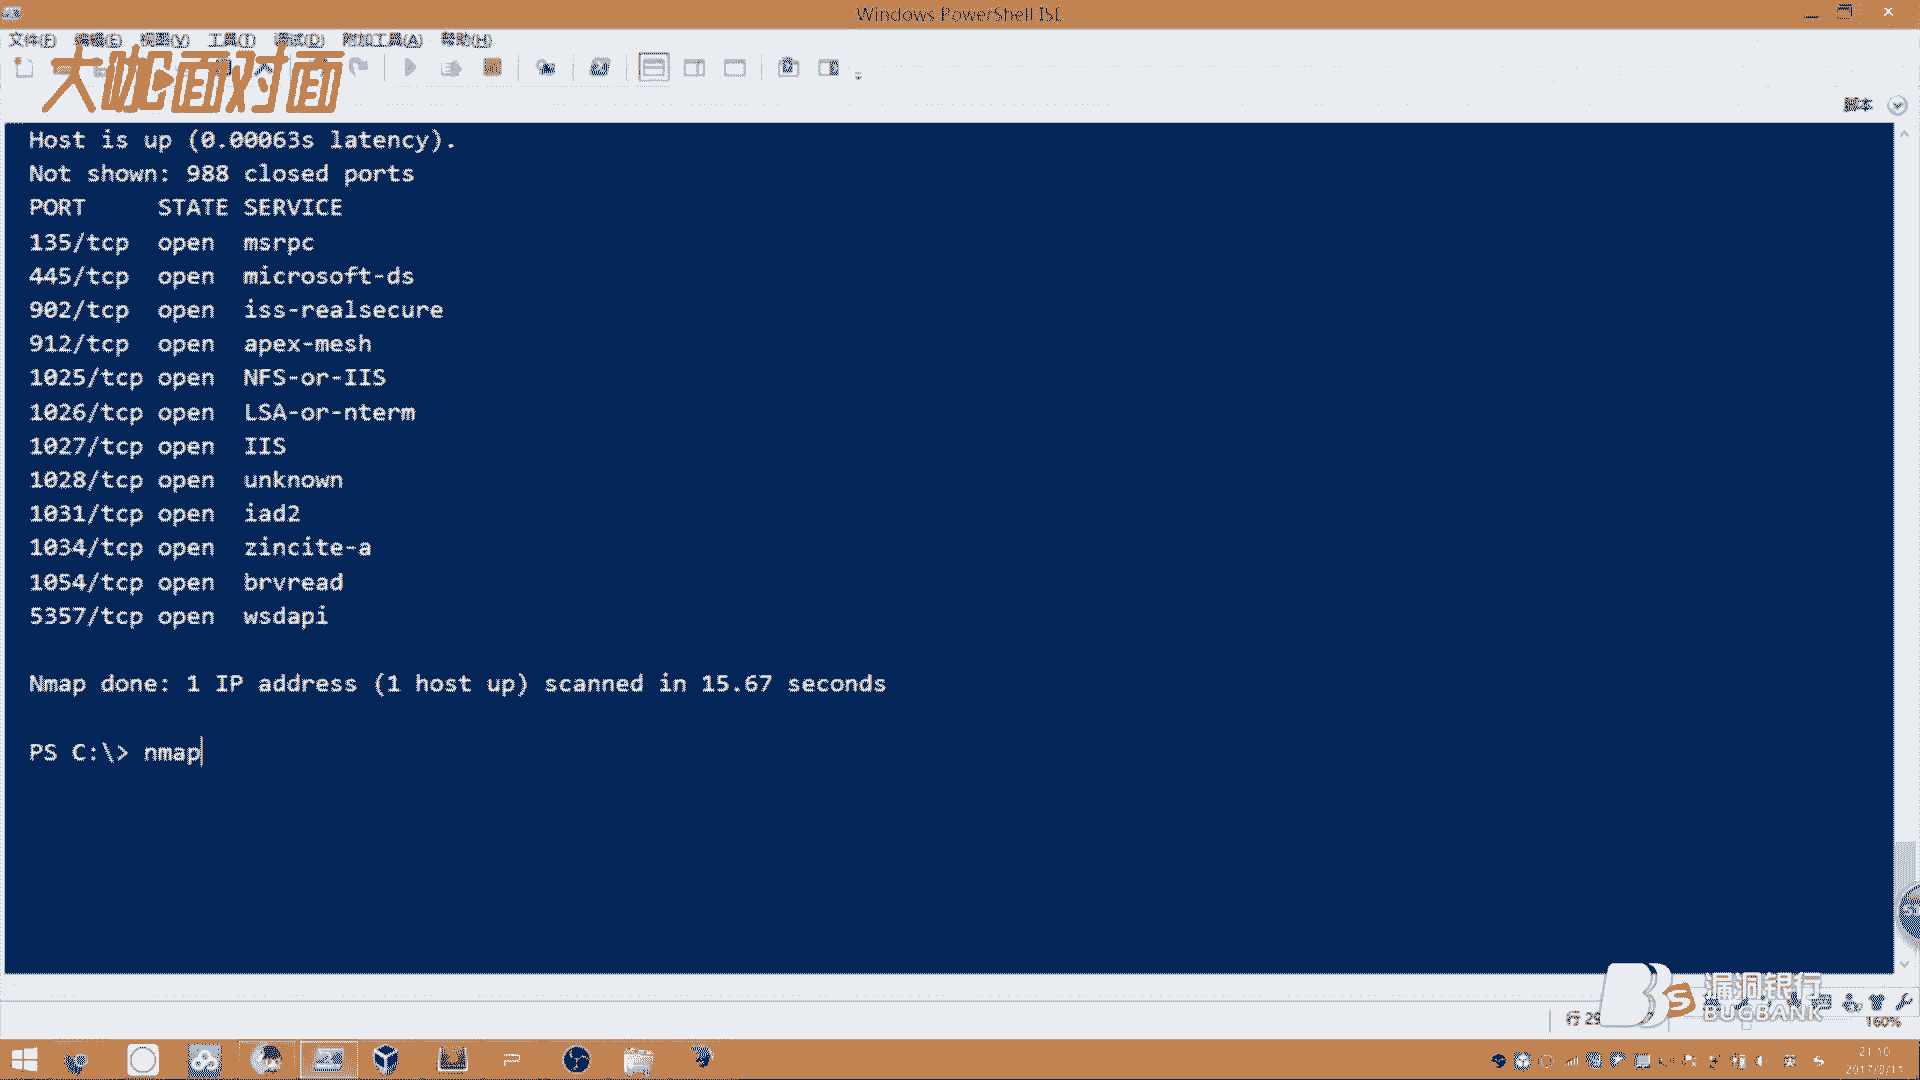 Windows PowerShell ISE
文件(F) 编辑(E) 视图(V) 工具(T) 调试(D) 附加工具(A) 帮助(H)
大咖面对面
脚本
Host is up (0.00063s latency).
Not shown: 988 closed ports
PORT     STATE SERVICE
135/tcp  open  msrpc
445/tcp  open  microsoft-ds
902/tcp  open  iss-realsecure
912/tcp  open  apex-mesh
1025/tcp open  NFS-or-IIS
1026/tcp open  LSA-or-nterm
1027/tcp open  IIS
1028/tcp open  unknown
1031/tcp open  iad2
1034/tcp open  zincite-a
1054/tcp open  brvread
5357/tcp open  wsdapi
Nmap done: 1 IP address (1 host up) scanned in 15.67 seconds
PS C:\> nmap
漏洞银行
BUGBANK
160%
21:10
2017/8/11